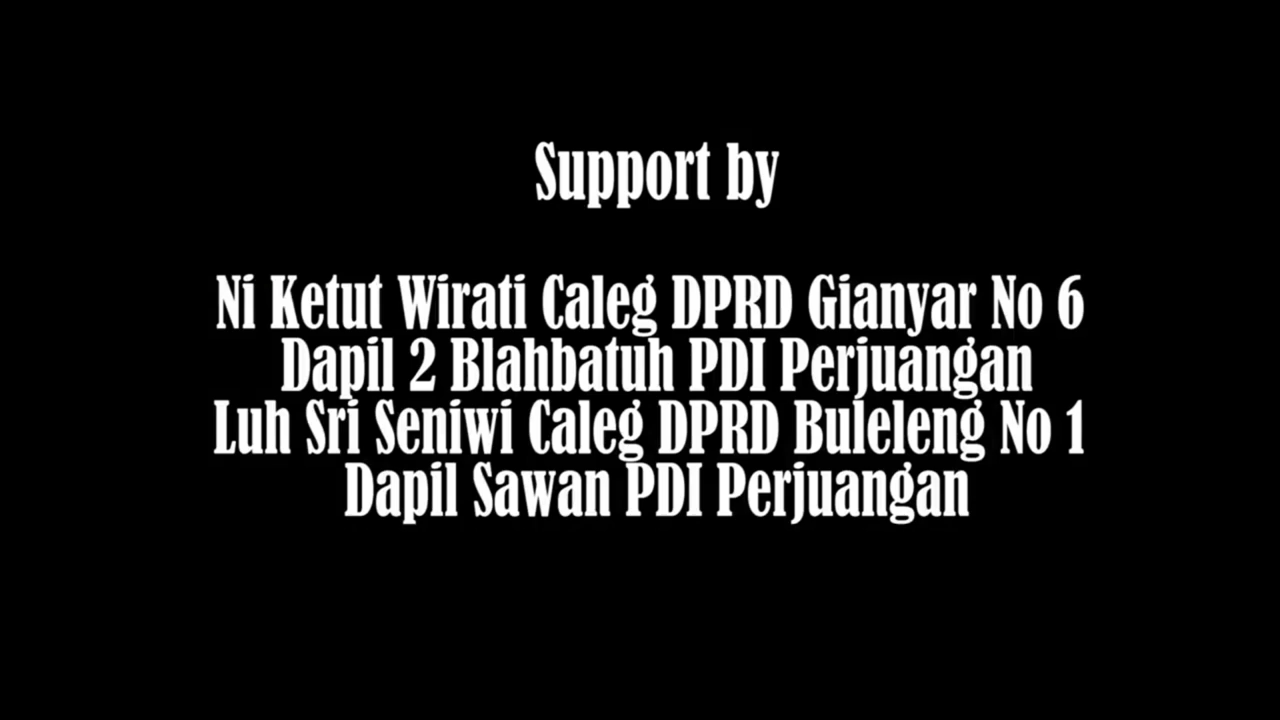 Support by
Ni Ketut Wirati Caleg DPRD Gianyar No 6
Dapil 2 Blahbatuh PDI Perjuangan
Luh Sri Seniwi Caleg DPRD Buleleng No 1
Dapil Sawan PDI Perjuangan